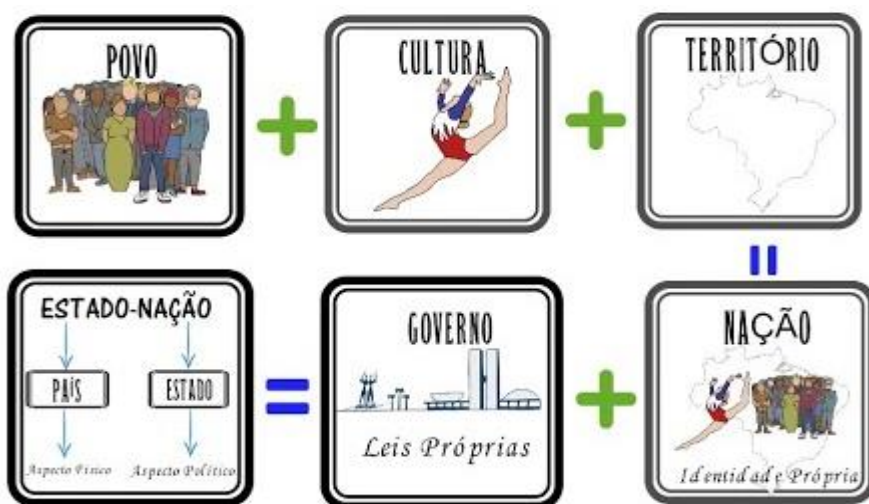 POVO
CULTURA
TERRITÓRIO
ESTADO-NAÇÃO
PAÍS
ESTADO
Aspecto Físico
Aspecto Político
GOVERNO
Leis Próprias
NAÇÃO
Identidade Própria